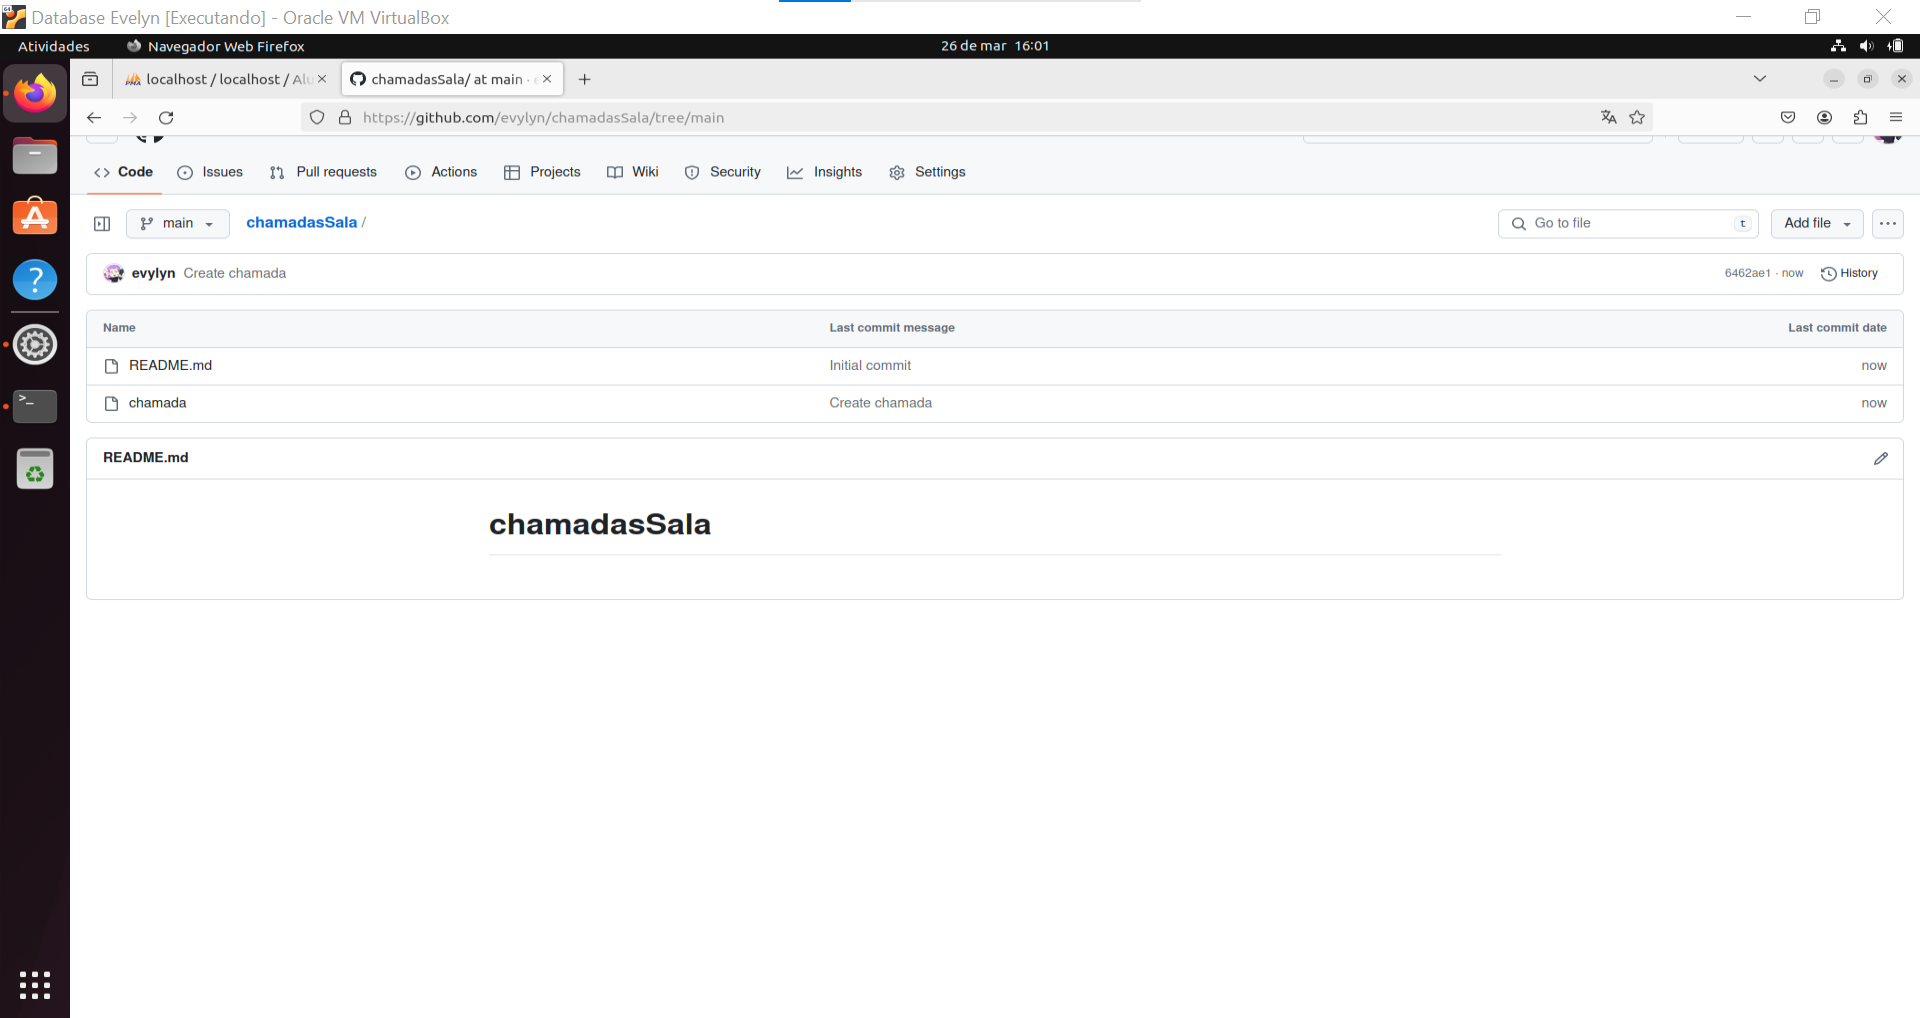 Database Evelyn [Executando] - Oracle VM VirtualBox
Atividades Navegador Web Firefox 26 de mar 16:01
localhost / localhost / Alu chamadasSala/ at main ·
https://github.com/evylyn/chamadasSala/tree/main
Code Issues Pull requests Actions Projects Wiki Security Insights Settings
main chamadasSala / Go to file t Add file
evylyn Create chamada 6462ae1 · now History
Name Last commit message Last commit date
README.md Initial commit now
chamada Create chamada now
README.md
chamadasSala